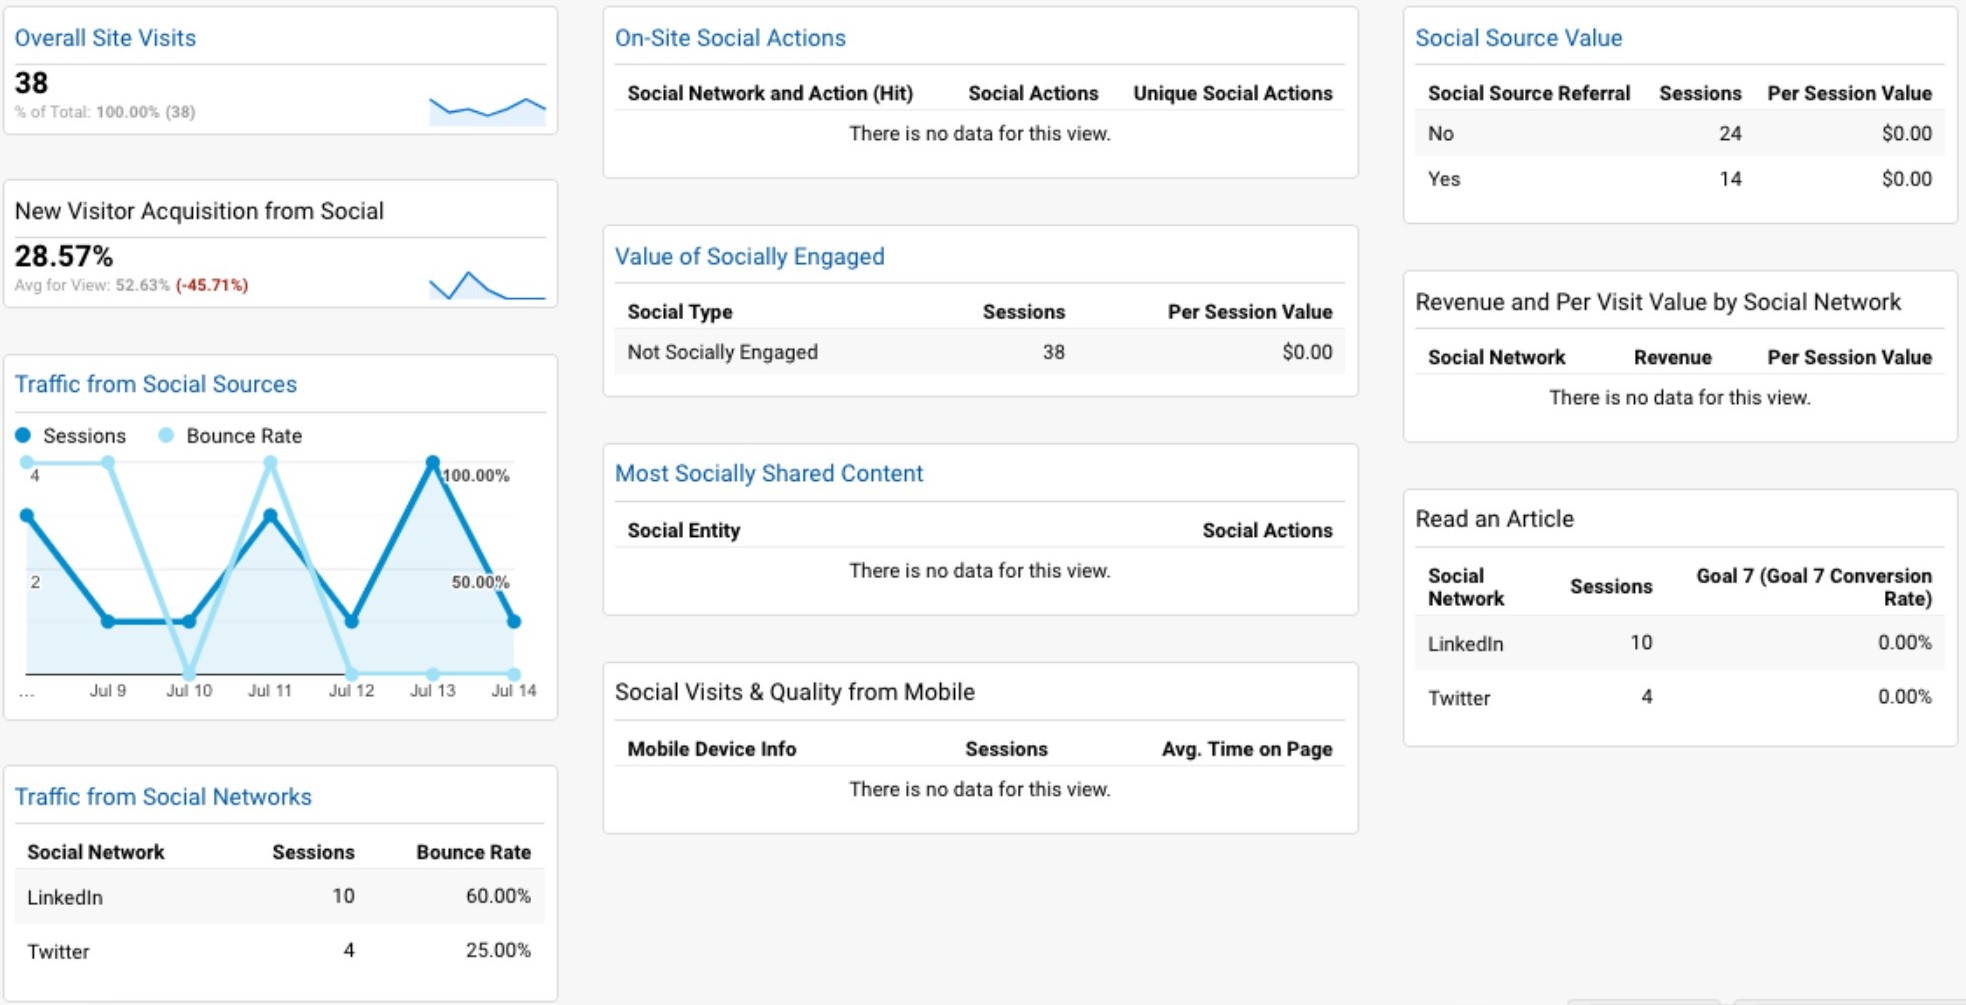 Overall Site Visits
38
% of Total: 100.00% (38)
New Visitor Acquisition from Social
28.57%
Avg for View: 52.63% (-45.71%)
Traffic from Social Sources
Sessions Bounce Rate
4 100.00%
2 50.00%
... Jul 9 Jul 10 Jul 11 Jul 12 Jul 13 Jul 14
Traffic from Social Networks
Social Network Sessions Bounce Rate
LinkedIn 10 60.00%
Twitter 4 25.00%
On-Site Social Actions
Social Network and Action (Hit) Social Actions Unique Social Actions
There is no data for this view.
Value of Socially Engaged
Social Type Sessions Per Session Value
Not Socially Engaged 38 $0.00
Most Socially Shared Content
Social Entity Social Actions
There is no data for this view.
Social Visits & Quality from Mobile
Mobile Device Info Sessions Avg. Time on Page
There is no data for this view.
Social Source Value
Social Source Referral Sessions Per Session Value
No 24 $0.00
Yes 14 $0.00
Revenue and Per Visit Value by Social Network
Social Network Revenue Per Session Value
There is no data for this view.
Read an Article
Social Network Sessions Goal 7 (Goal 7 Conversion Rate)
LinkedIn 10 0.00%
Twitter 4 0.00%